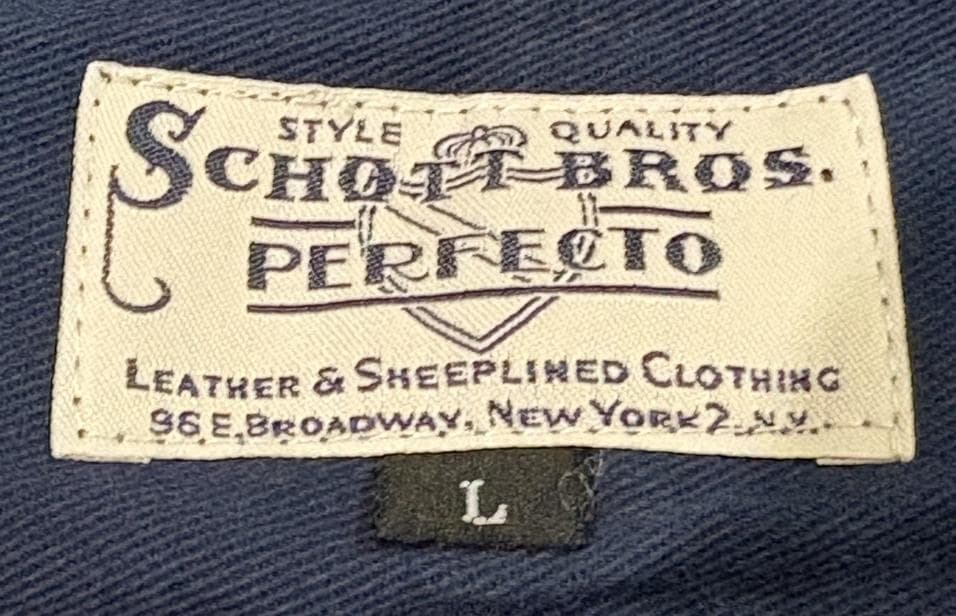 STYLE QUALITY
SCHOTT BROS.
PERFECTO
LEATHER & SHEEPLINED CLOTHING
96 E. BROADWAY, NEW YORK 2, N.Y.
L